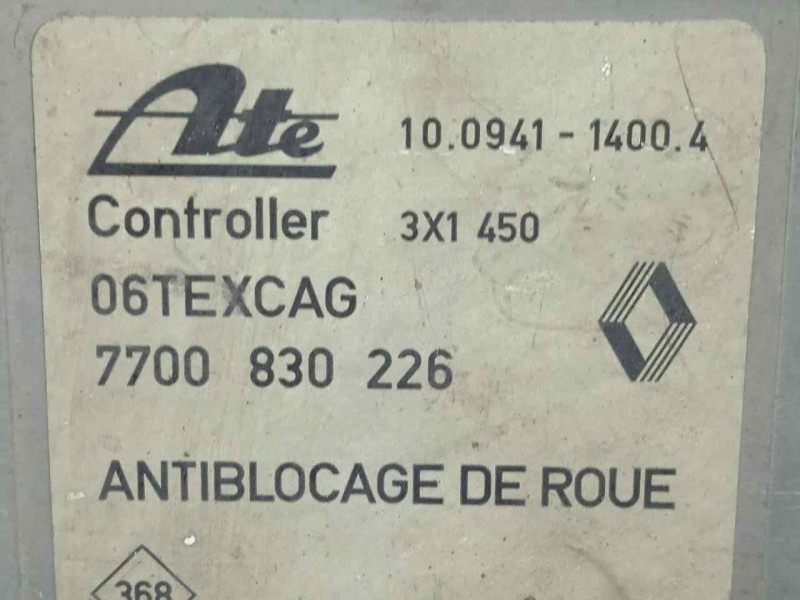 Ate 10.0941-1400.4
Controller 3X1 450
06TEXCAG
7700 830 226
ANTIBLOCAGE DE ROUE
368